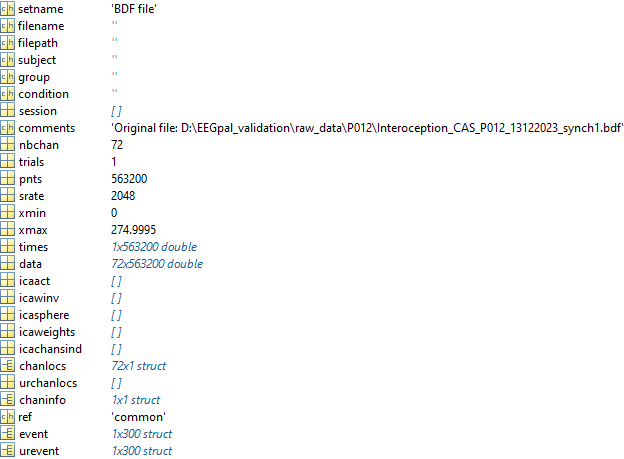 setname 'BDF file'
filename ''
filepath ''
subject ''
group ''
condition ''
session []
comments 'Original file: D:\EEGpal_validation\raw_data\P012\Interoception_CAS_P012_13122023_synch1.bdf'
nbchan 72
trials 1
pnts 563200
srate 2048
xmin 0
xmax 274.9995
times 1x563200 double
data 72x563200 double
icaact []
icawinv []
icasphere []
icaweights []
icachansind []
chanlocs 72x1 struct
urchanlocs []
chaninfo 1x1 struct
ref 'common'
event 1x300 struct
urevent 1x300 struct